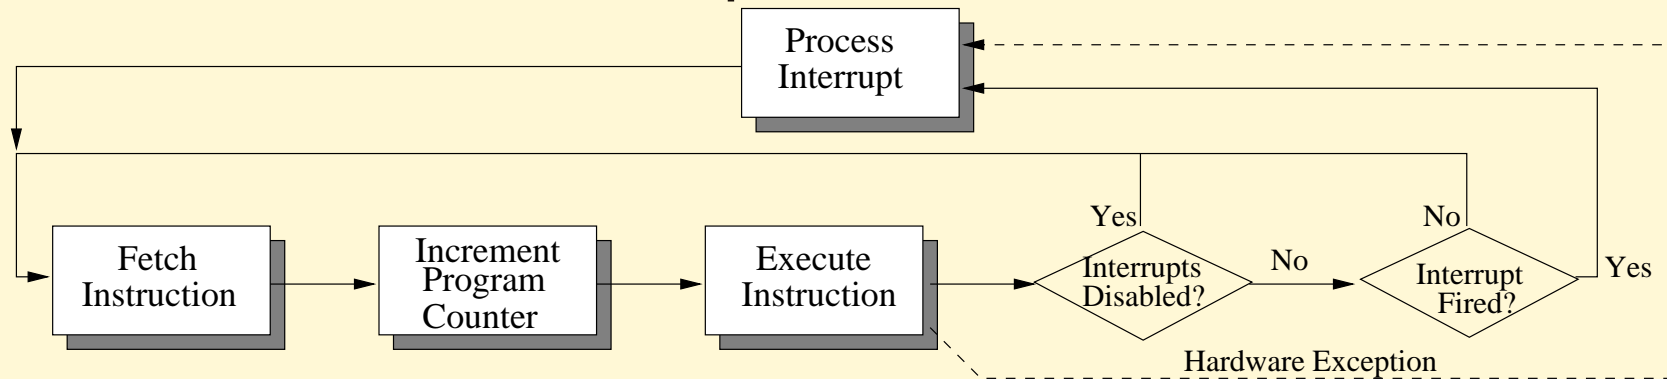 Process
Interrupt
Fetch
Instruction
Increment
Program
Counter
Execute
Instruction
Yes
Interrupts
Disabled?
No
No
Interrupt
Fired?
Yes
Hardware Exception